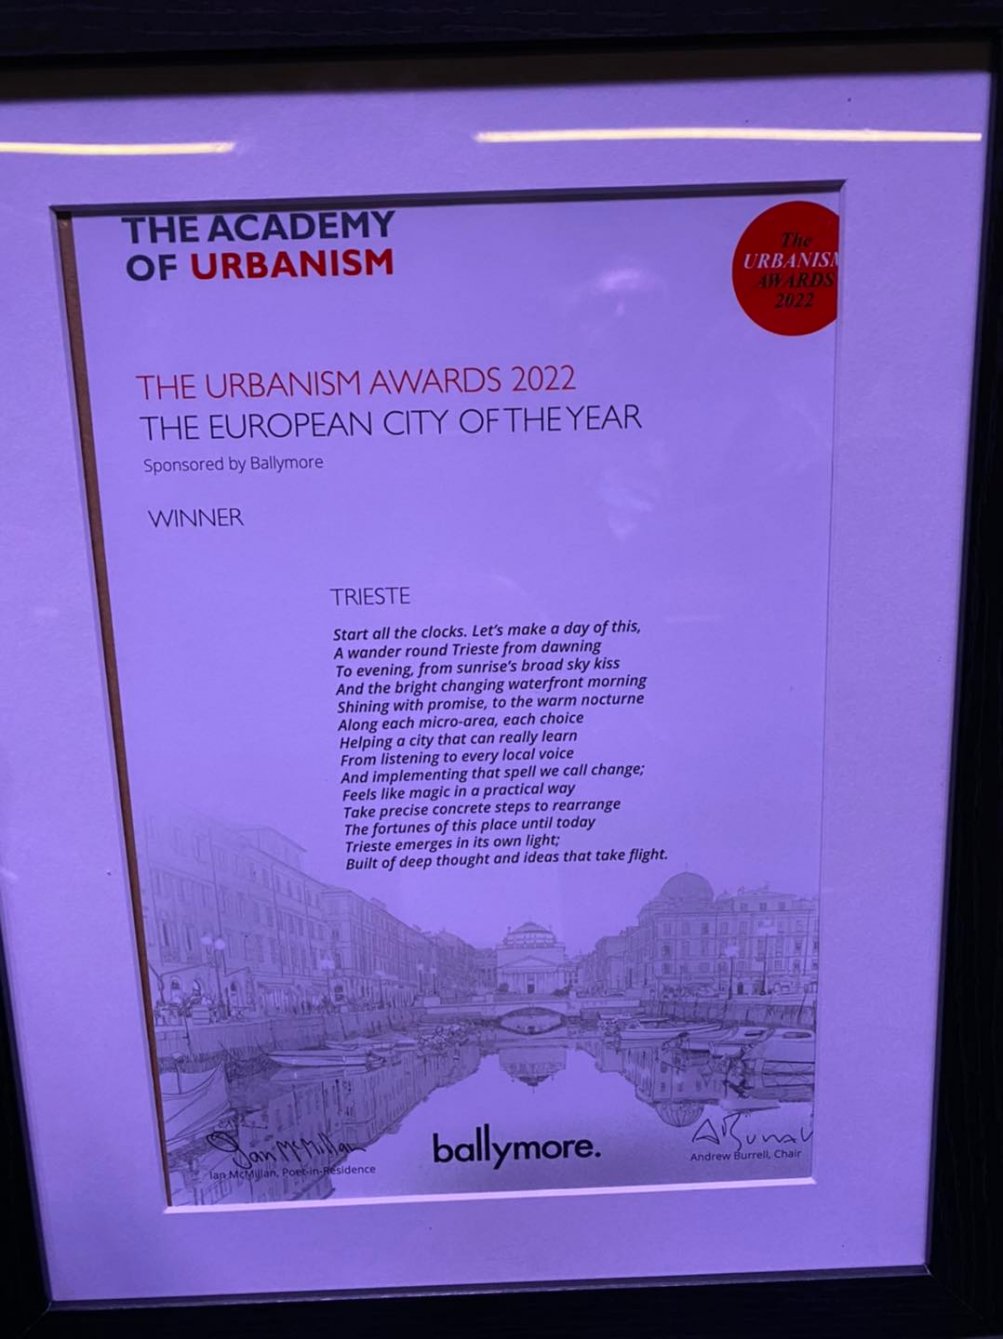 THE ACADEMY
OF URBANISM
The
URBANISM
AWARDS
2022
THE URBANISM AWARDS 2022
THE EUROPEAN CITY OF THE YEAR
Sponsored by Ballymore
WINNER
TRIESTE
Start all the clocks. Let's make a day of this,
A wander round Trieste from dawning
To evening, from sunrise's broad sky kiss
And the bright changing waterfront morning
Shining with promise, to the warm nocturne
Along each micro-area, each choice
Helping a city that can really learn
From listening to every local voice
And implementing that spell we call change;
Feels like magic in a practical way
Take precise concrete steps to rearrange
The fortunes of this place until today
Trieste emerges in its own light;
Built of deep thought and ideas that take flight.
Ian McMillan
Ian McMillan, Poet-in-Residence
ballymore.
ABurrell
Andrew Burrell, Chair